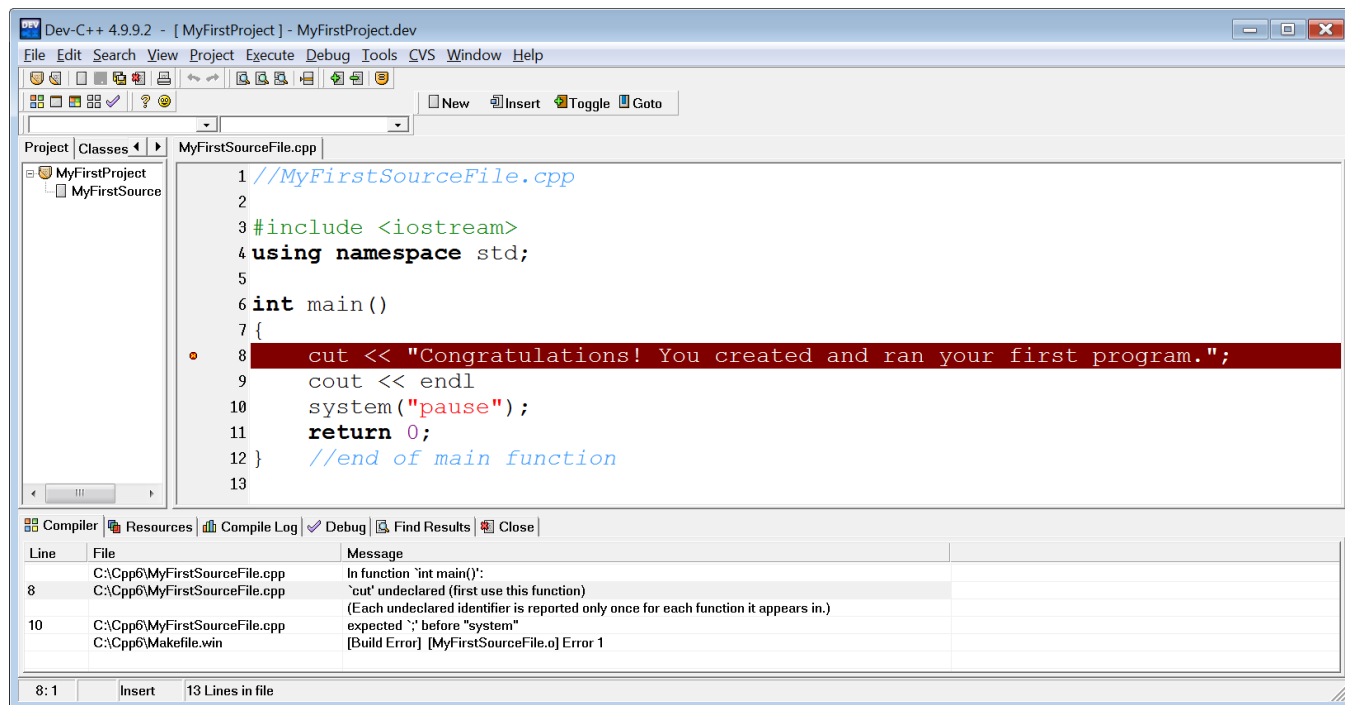 Dev-C++ 4.9.9.2 - [ MyFirstProject ] - MyFirstProject.dev
File Edit Search View Project Execute Debug Tools CVS Window Help
New Insert Toggle Goto
Project Classes MyFirstSourceFile.cpp
MyFirstProject
MyFirstSource
1 //MyFirstSourceFile.cpp
2
3 #include <iostream>
4 using namespace std;
5
6 int main()
7 {
8 cut << "Congratulations! You created and ran your first program.";
9 cout << endl
10 system("pause");
11 return 0;
12 } //end of main function
13
Compiler Resources Compile Log Debug Find Results Close
Line File Message
C:\Cpp6\MyFirstSourceFile.cpp In function `int main()':
8 C:\Cpp6\MyFirstSourceFile.cpp `cut' undeclared (first use this function)
(Each undeclared identifier is reported only once for each function it appears in.)
10 C:\Cpp6\MyFirstSourceFile.cpp expected `;' before "system"
C:\Cpp6\Makefile.win [Build Error] [MyFirstSourceFile.o] Error 1
8: 1 Insert 13 Lines in file